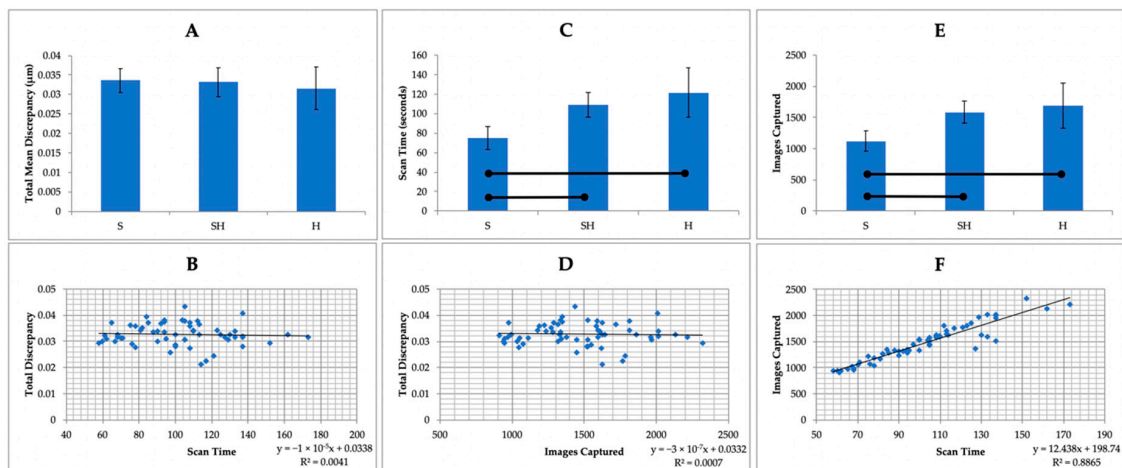 A
Total Mean Discrepancy (μm)
0.04
0.035
0.03
0.025
0.02
0.015
0.01
0.005
0
S SH H
C
Scan Time (seconds)
160
140
120
100
80
60
40
20
0
S SH H
E
Images Captured
2500
2000
1500
1000
500
0
S SH H
B
Total Discrepancy
0.05
0.04
0.03
0.02
0.01
0
40 60 80 100 120 140 160 180 200
Scan Time
y = −1 × 10⁻⁵x + 0.0338
R² = 0.0041
D
Total Discrepancy
0.05
0.04
0.03
0.02
0.01
0
500 1000 1500 2000 2500
Images Captured
y = −3 × 10⁻⁷x + 0.0332
R² = 0.0007
F
Images Captured
2500
2000
1500
1000
500
0
50 70 90 110 130 150 170 190
Scan Time
y = 12.438x + 198.74
R² = 0.8865